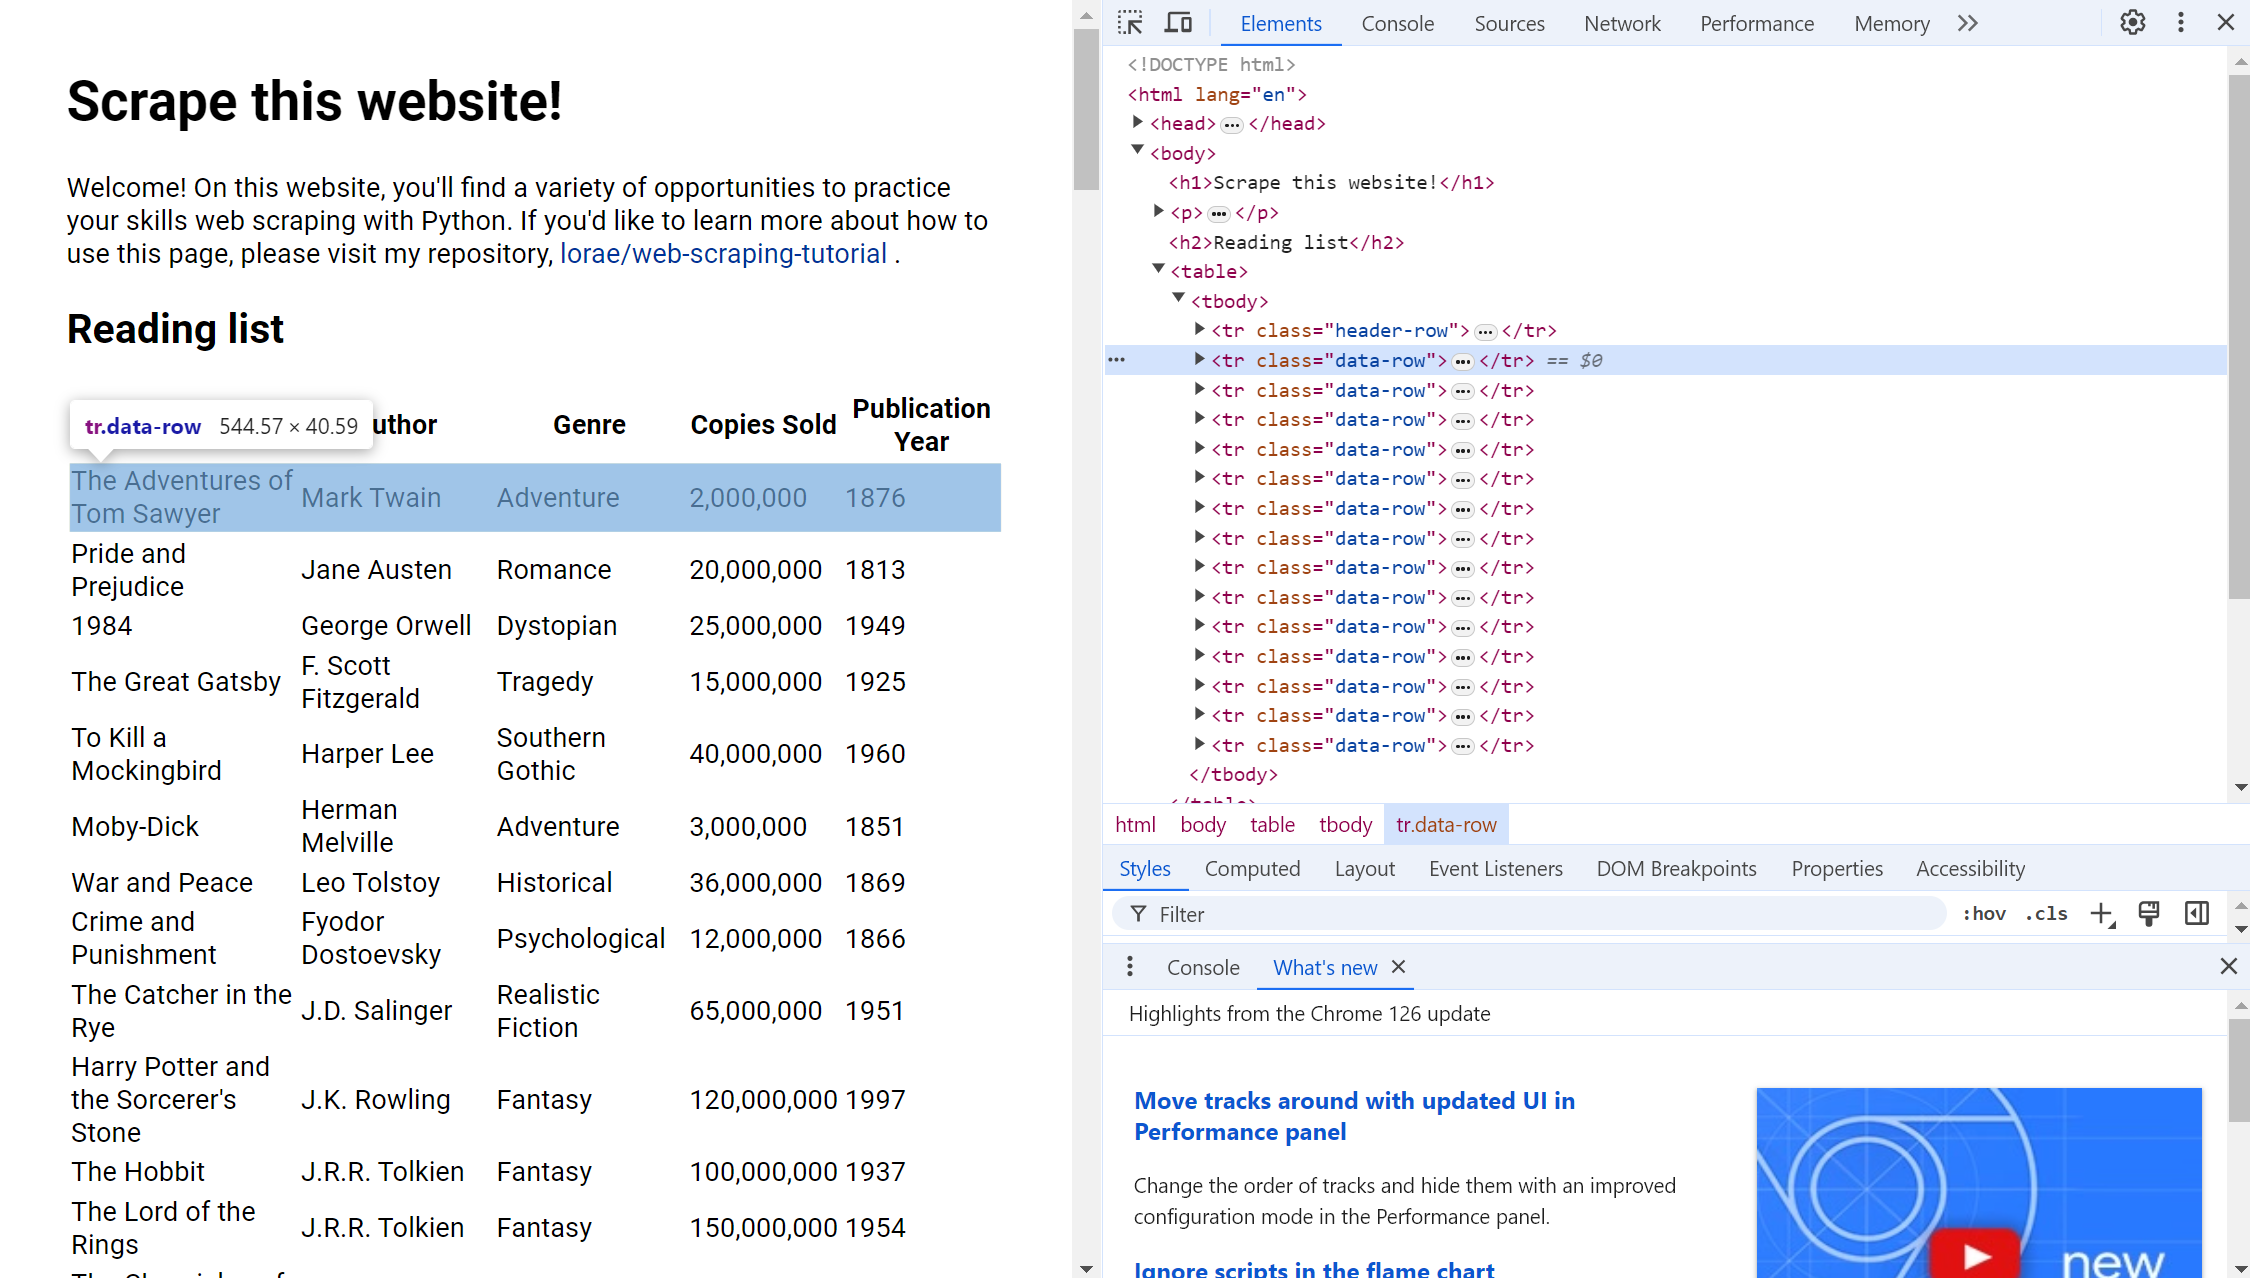 Scrape this website!
Welcome! On this website, you'll find a variety of opportunities to practice
your skills web scraping with Python. If you'd like to learn more about how to
use this page, please visit my repository, lorae/web-scraping-tutorial .
Reading list
tr.data-row 544.57 × 40.59
uthor Genre Copies Sold Publication
Year
The Adventures of
Tom Sawyer Mark Twain Adventure 2,000,000 1876
Pride and
Prejudice Jane Austen Romance 20,000,000 1813
1984 George Orwell Dystopian 25,000,000 1949
The Great Gatsby F. Scott
Fitzgerald Tragedy 15,000,000 1925
To Kill a
Mockingbird Harper Lee Southern
Gothic 40,000,000 1960
Moby-Dick Herman
Melville Adventure 3,000,000 1851
War and Peace Leo Tolstoy Historical 36,000,000 1869
Crime and
Punishment Fyodor
Dostoevsky Psychological 12,000,000 1866
The Catcher in the
Rye J.D. Salinger Realistic
Fiction 65,000,000 1951
Harry Potter and
the Sorcerer's
Stone J.K. Rowling Fantasy 120,000,000 1997
The Hobbit J.R.R. Tolkien Fantasy 100,000,000 1937
The Lord of the
Rings J.R.R. Tolkien Fantasy 150,000,000 1954
Elements Console Sources Network Performance Memory
<!DOCTYPE html>
<html lang="en">
<head> ••• </head>
<body>
<h1>Scrape this website!</h1>
<p> ••• </p>
<h2>Reading list</h2>
<table>
<tbody>
<tr class="header-row"> ••• </tr>
••• <tr class="data-row"> ••• </tr> == $0
<tr class="data-row"> ••• </tr>
<tr class="data-row"> ••• </tr>
<tr class="data-row"> ••• </tr>
<tr class="data-row"> ••• </tr>
<tr class="data-row"> ••• </tr>
<tr class="data-row"> ••• </tr>
<tr class="data-row"> ••• </tr>
<tr class="data-row"> ••• </tr>
<tr class="data-row"> ••• </tr>
<tr class="data-row"> ••• </tr>
<tr class="data-row"> ••• </tr>
<tr class="data-row"> ••• </tr>
<tr class="data-row"> ••• </tr>
</tbody>
</table>
html body table tbody tr.data-row
Styles Computed Layout Event Listeners DOM Breakpoints Properties Accessibility
Filter :hov .cls
Console What's new
Highlights from the Chrome 126 update
Move tracks around with updated UI in
Performance panel
Change the order of tracks and hide them with an improved
configuration mode in the Performance panel.
Ignore scripts in the flame chart
new